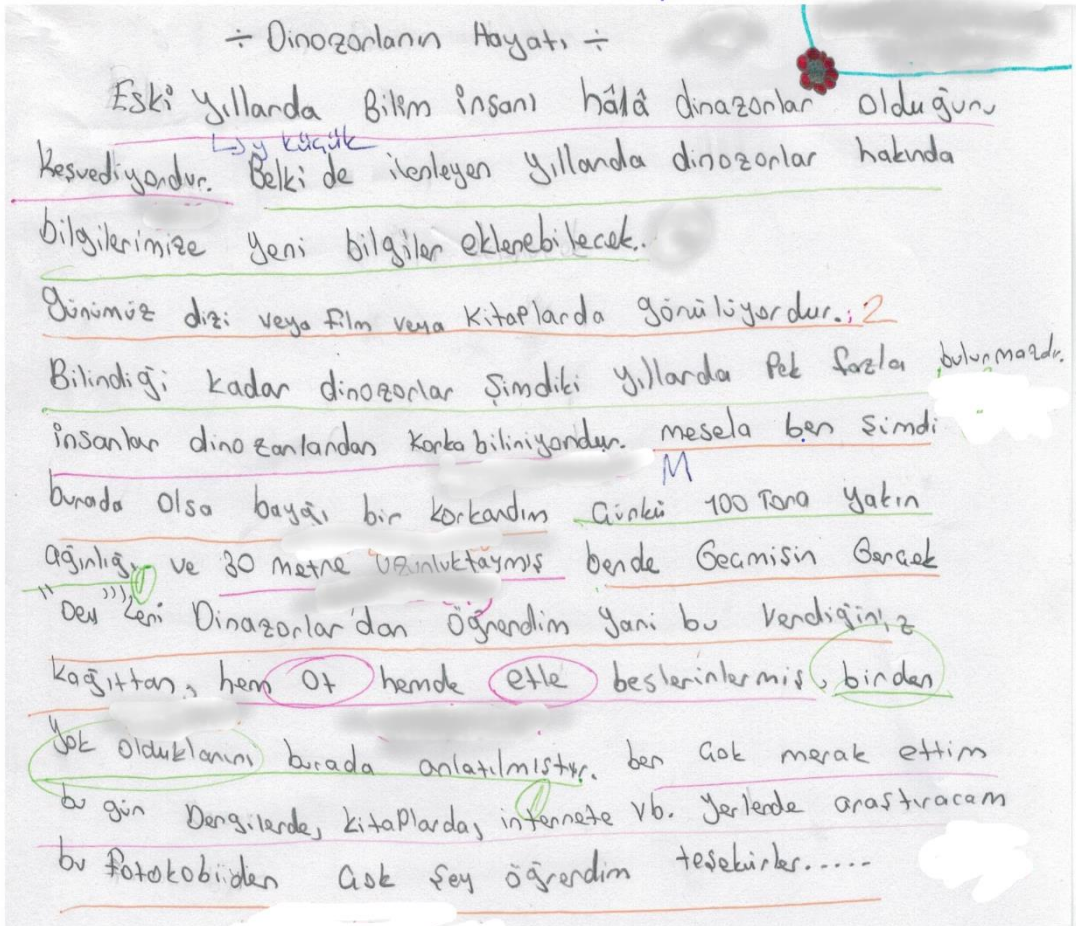 ÷ Dinozorların Hayatı ÷
Eski yıllarda Bilim insanı hâlâ dinazorlar olduğunu
↳ y küçük
keşvediyordur. Belki de ilerleyen yıllarda dinozorlar hakında
bilgilerimize yeni bilgiler eklenebilecek..
günümüz dizi veya film veya kitaplarda görülüyordur.; 2
Bilindiği kadar dinozorlar şimdiki yıllarda Pek fazla bulunmazdı.
insanlar dinozarlardan korka biliniyordur. mesela ben şimdi
M
burada olsa bayağı bir korkardım Çünkü 100 Tona yakın
ağırlığı ve 30 metre uzunluktaymış bende Geçmişin Gerçek
"Dev" leri Dinazorlar'dan öğrendim yani bu verdiğiniz
kağıttan, hem ot hemde etle beslerinlermiş, birden
yok olduklarını burada anlatılmıştır. ben çok merak ettim
bu gün Dergilerde, kitaplarda, internete vb. yerlerde araştıracam
bu fotokobiiden çok şey öğrendim teşekürler.....